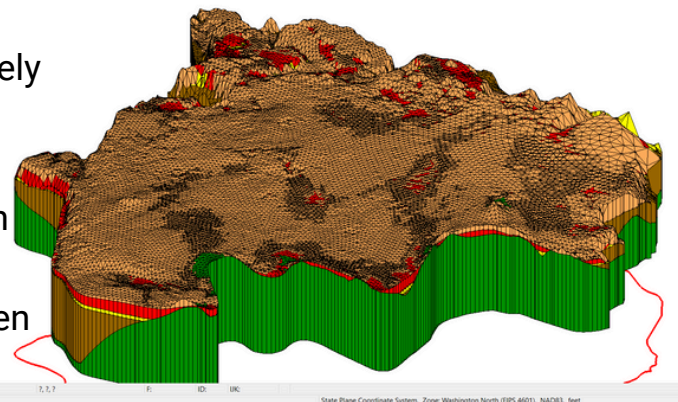 ely
n
en
?, ?, ?
F:
ID:
IJK:
State Plane Coordinate System, Zone: Washington North (FIPS 4601), NAD83, feet